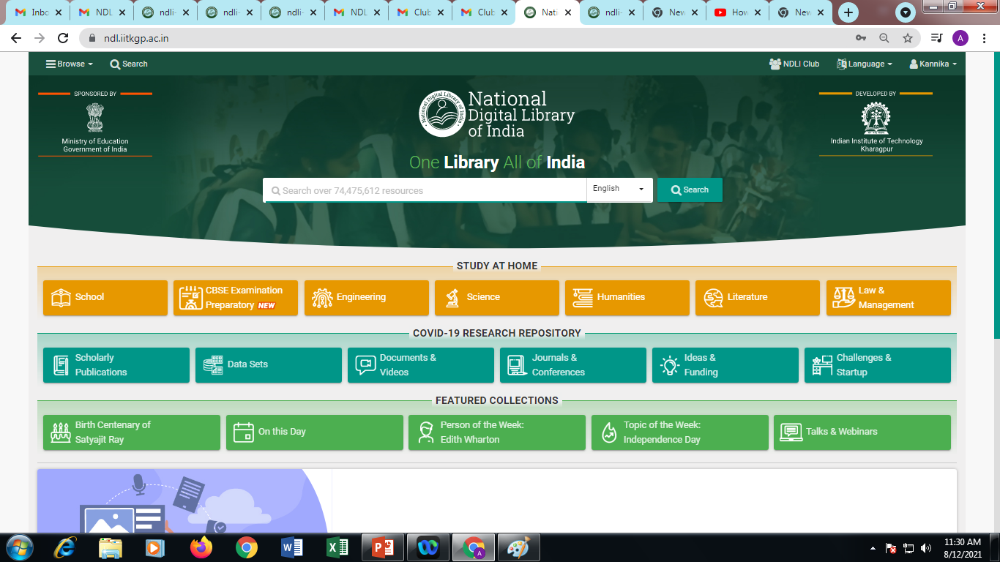 Inbo
NDL
ndli-
ndli-
ndli-
NDL
Club
Club
Nati
ndli-
New
How
New
ndl.iitkgp.ac.in
A
Browse
Search
NDLI Club
Language
Kannika
SPONSORED BY
Ministry of Education
Government of India
National Digital Library of India
National
Digital Library
of India
DEVELOPED BY
Indian Institute of Technology
Kharagpur
One Library All of India
Search over 74,475,612 resources
English
Search
STUDY AT HOME
School
CBSE Examination
Preparatory NEW
Engineering
Science
Humanities
Literature
Law &
Management
COVID-19 RESEARCH REPOSITORY
Scholarly
Publications
Data Sets
Documents &
Videos
Journals &
Conferences
Ideas &
Funding
Challenges &
Startup
FEATURED COLLECTIONS
Birth Centenary of
Satyajit Ray
On this Day
Person of the Week:
Edith Wharton
Topic of the Week:
Independence Day
Talks & Webinars
A
11:30 AM
8/12/2021